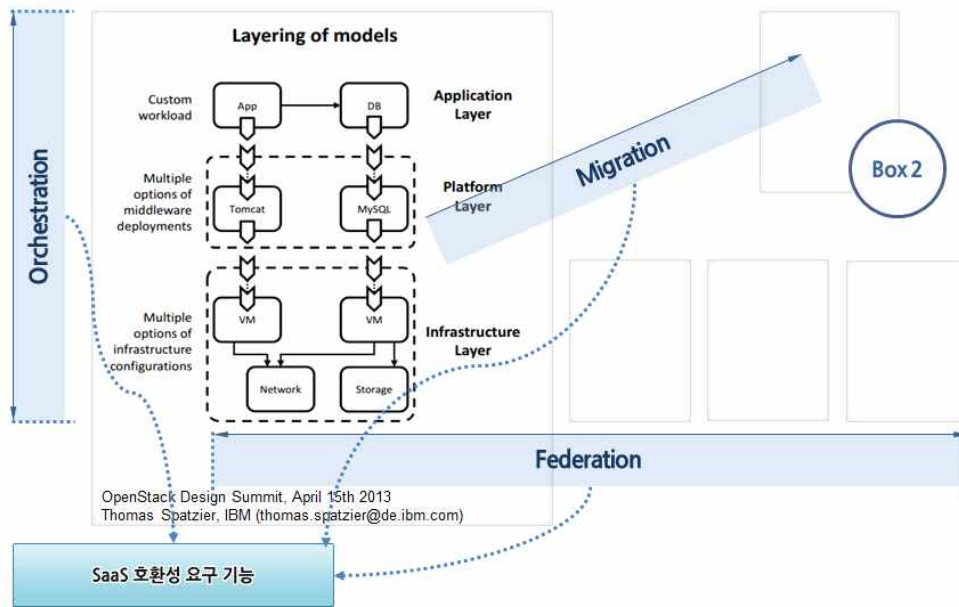 Layering of models
Custom
workload
App
DB
Application
Layer
Multiple
options of
middleware
deployments
Tomcat
MySQL
Platform
Layer
Multiple
options of
infrastructure
configurations
VM
VM
Infrastructure
Layer
Network
Storage
Orchestration
Migration
Box 2
Federation
OpenStack Design Summit, April 15th 2013
Thomas Spatzier, IBM (thomas.spatzier@de.ibm.com)
SaaS 호환성 요구 기능